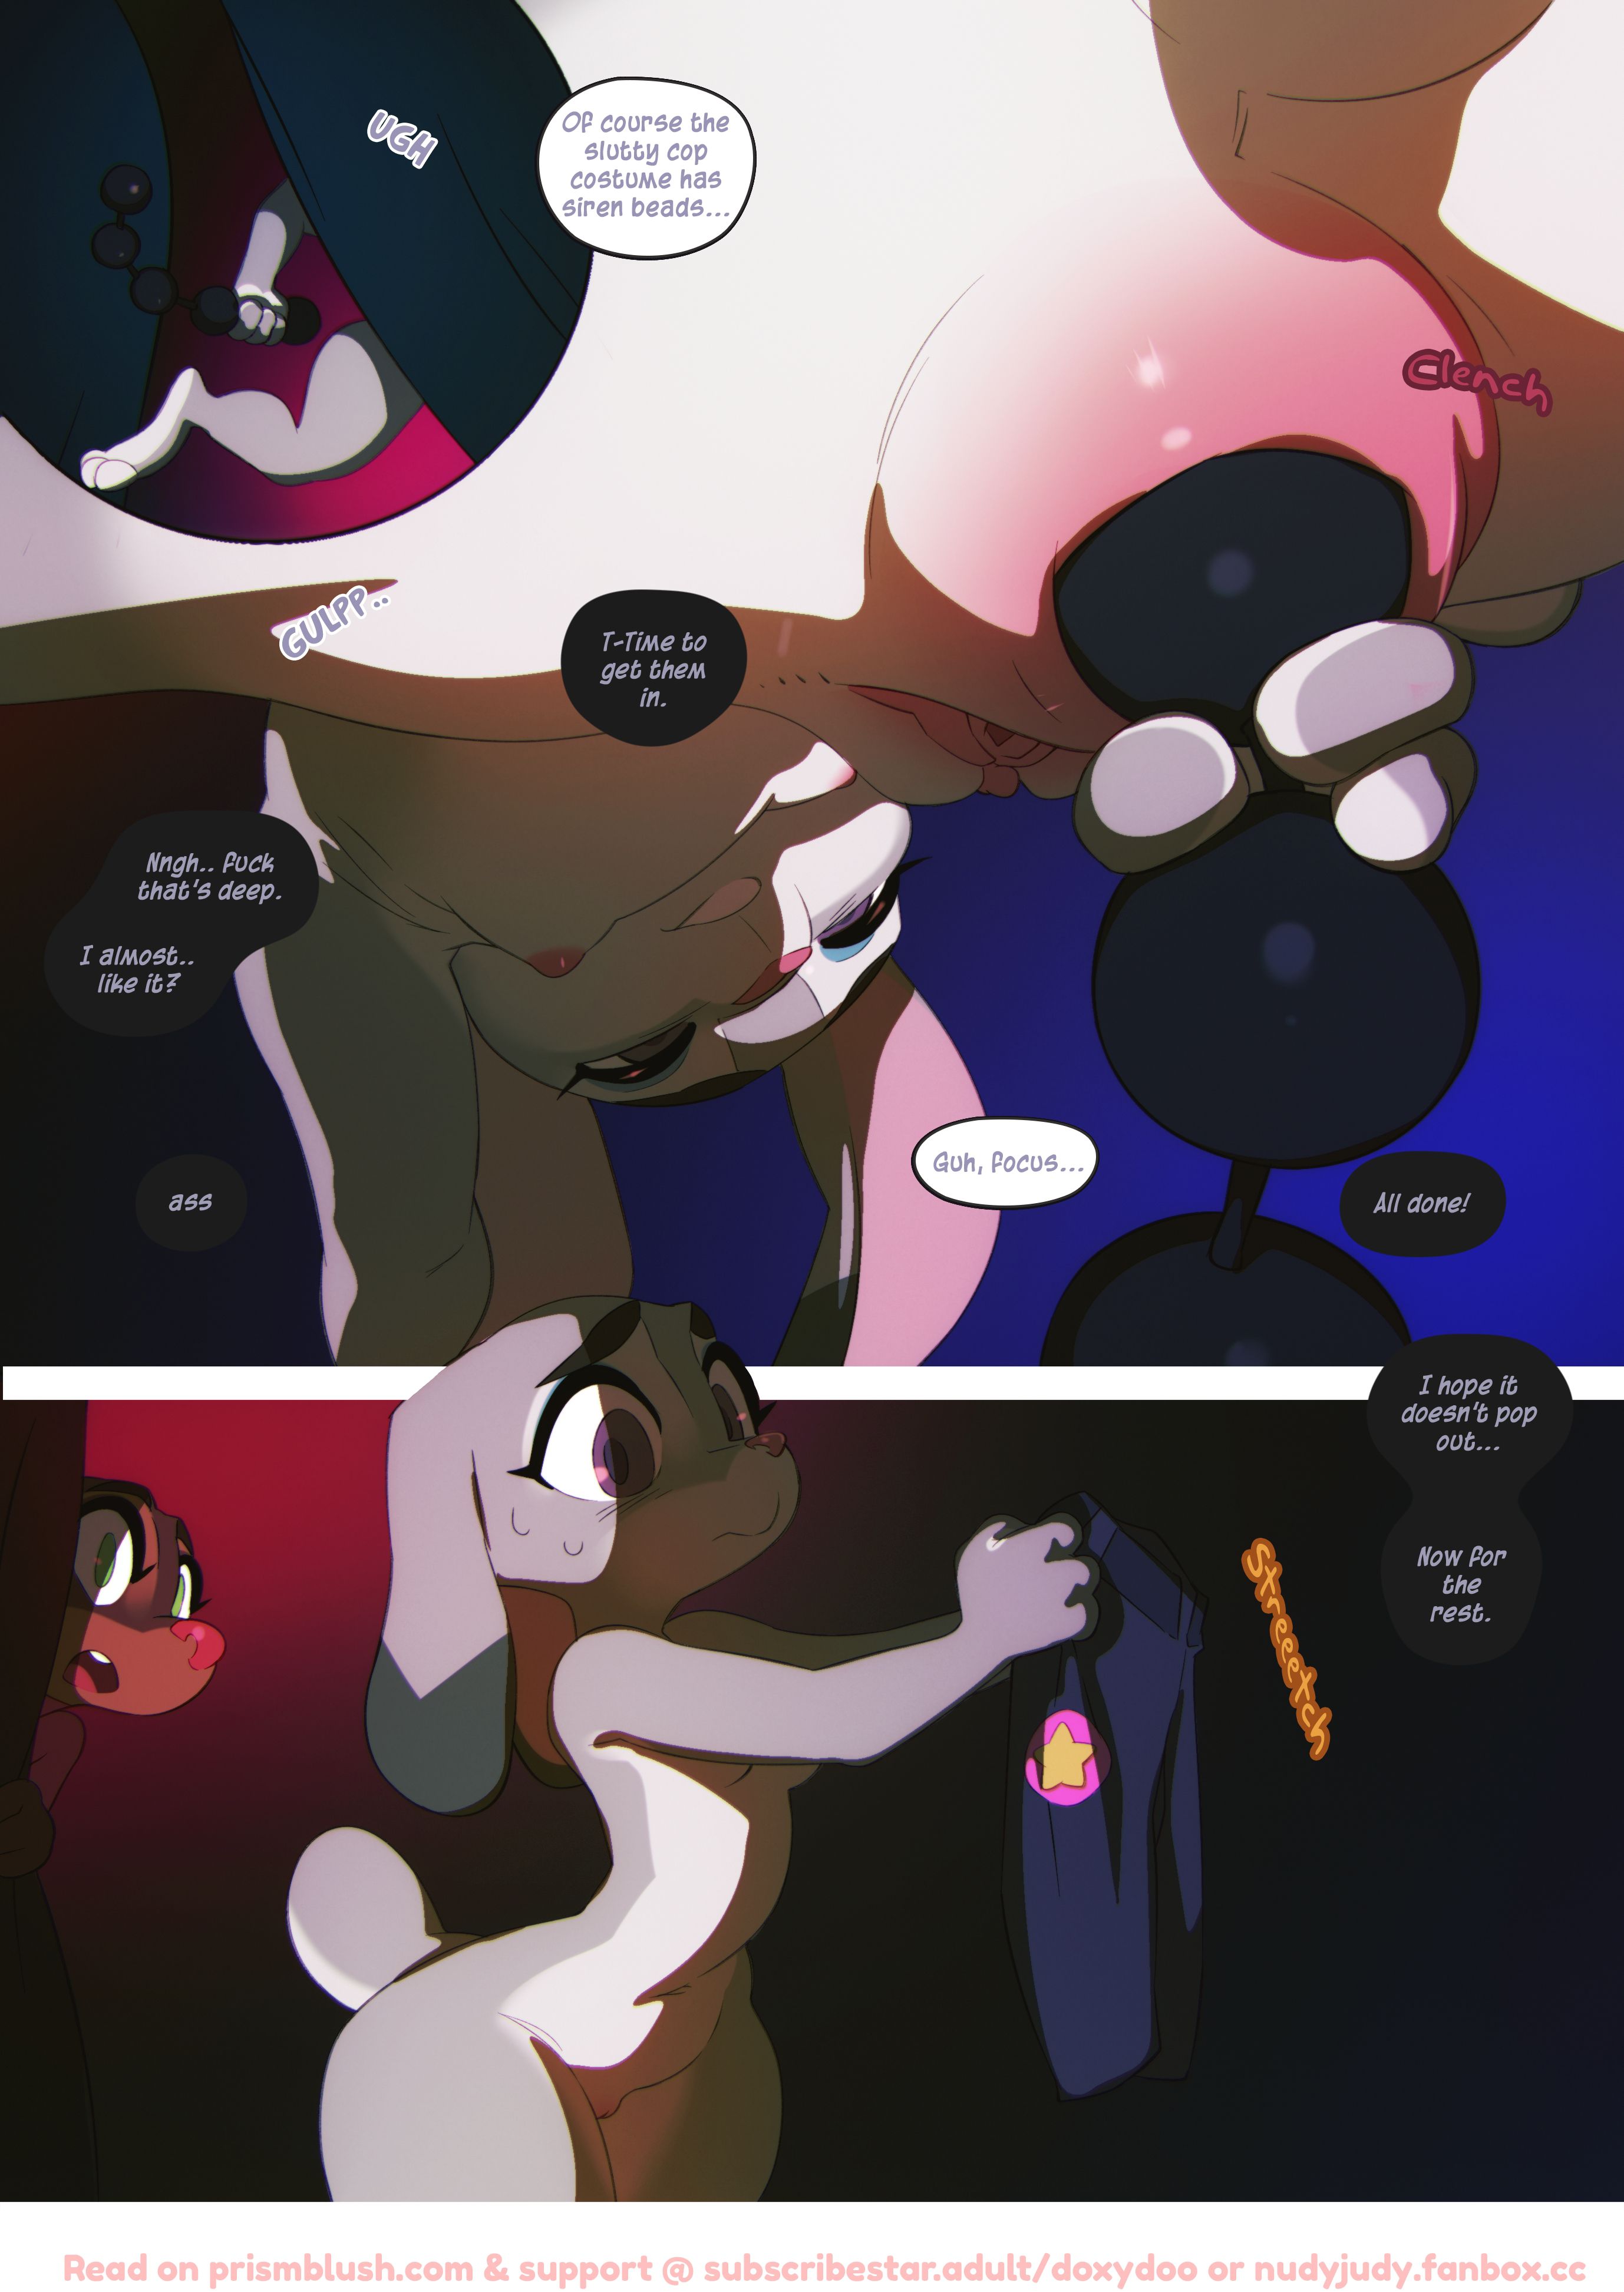 UGH
Of course the
slutty cop
costume has
siren beads...
Clench
GULPP..
T-Time to
get them
in.
Nngh.. fuck
that's deep.
I almost..
like it?
ass
Guh, focus...
All done!
I hope it
doesn't pop
out...
Now for
the
rest.
Read on prismblush.com & support @ subscribestar.adult/doxydoo or nudyjudy.fanbox.cc